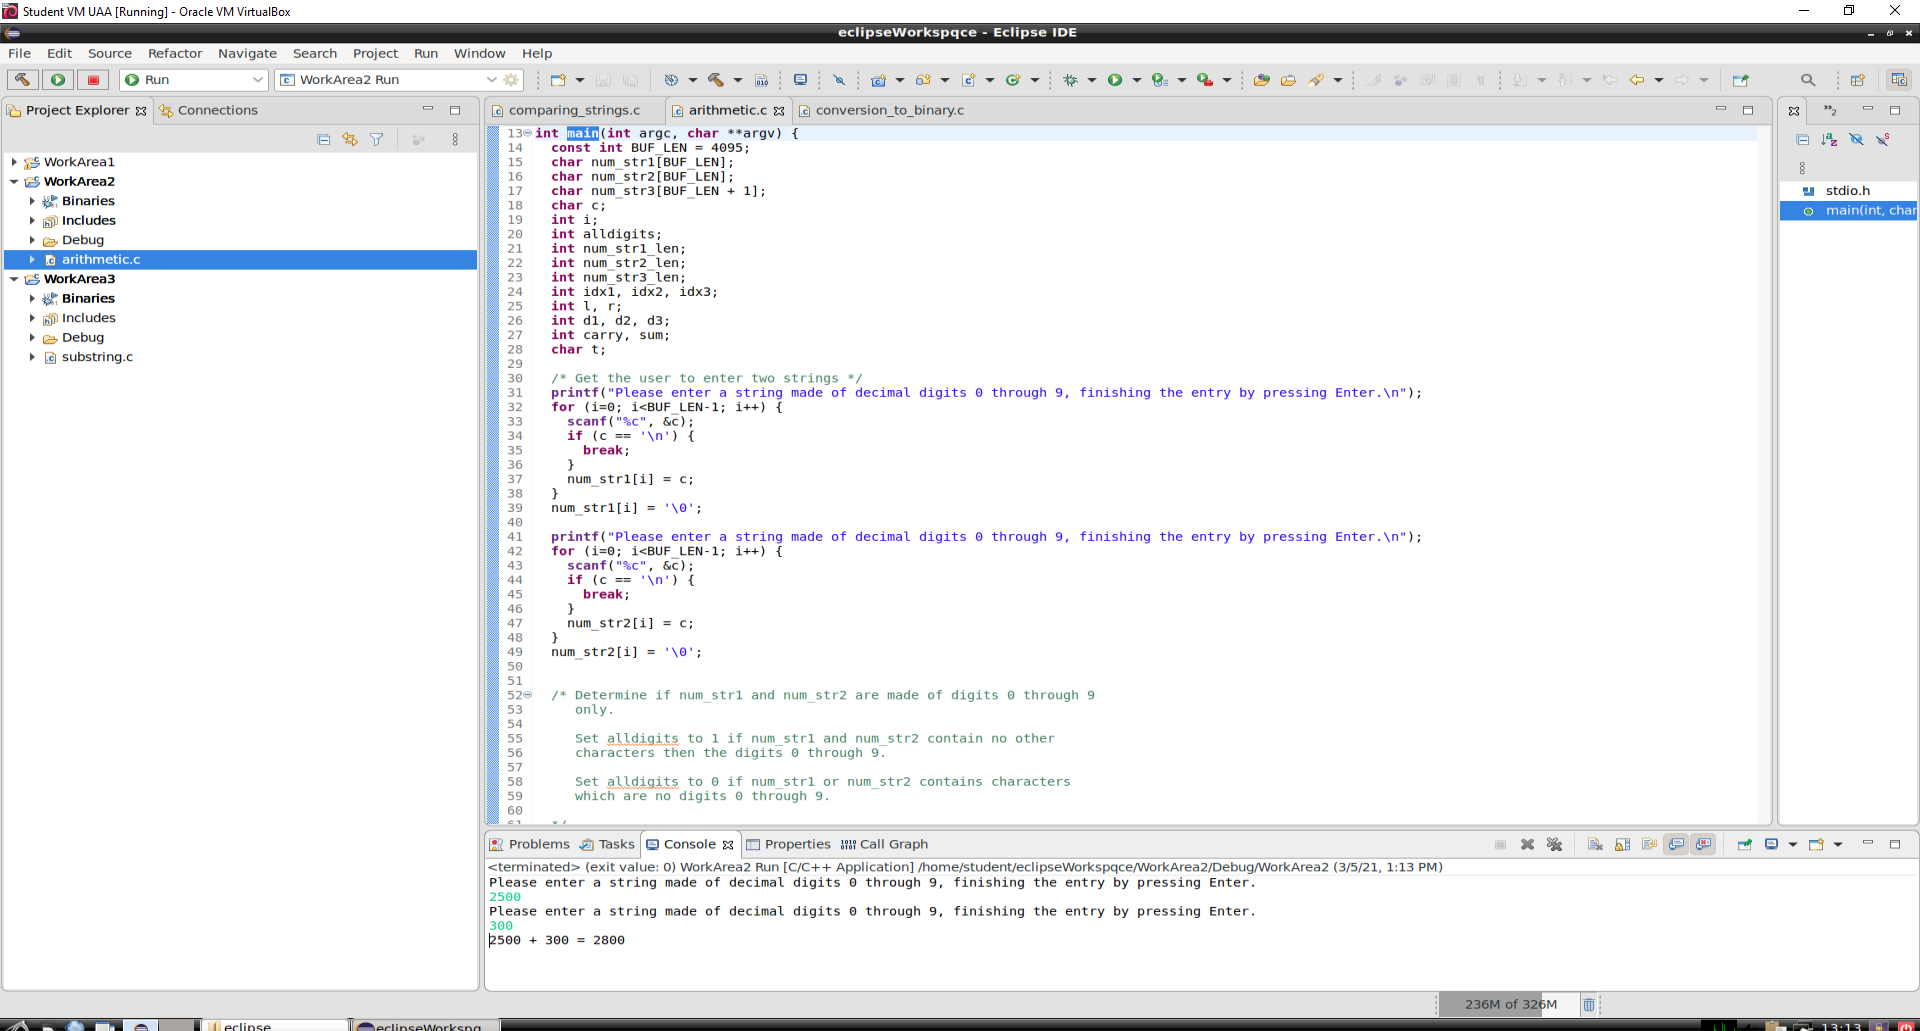 Student VM UAA [Running] - Oracle VM VirtualBox
eclipseWorkspqce - Eclipse IDE
File Edit Source Refactor Navigate Search Project Run Window Help
Run WorkArea2 Run
Project Explorer Connections
WorkArea1
WorkArea2
Binaries
Includes
Debug
arithmetic.c
WorkArea3
Binaries
Includes
Debug
substring.c
comparing_strings.c arithmetic.c conversion_to_binary.c
13 int main(int argc, char **argv) {
14 const int BUF_LEN = 4095;
15 char num_str1[BUF_LEN];
16 char num_str2[BUF_LEN];
17 char num_str3[BUF_LEN + 1];
18 char c;
19 int i;
20 int alldigits;
21 int num_str1_len;
22 int num_str2_len;
23 int num_str3_len;
24 int idx1, idx2, idx3;
25 int l, r;
26 int d1, d2, d3;
27 int carry, sum;
28 char t;
29
30 /* Get the user to enter two strings */
31 printf("Please enter a string made of decimal digits 0 through 9, finishing the entry by pressing Enter.\n");
32 for (i=0; i<BUF_LEN-1; i++) {
33 scanf("%c", &c);
34 if (c == '\n') {
35 break;
36 }
37 num_str1[i] = c;
38 }
39 num_str1[i] = '\0';
40
41 printf("Please enter a string made of decimal digits 0 through 9, finishing the entry by pressing Enter.\n");
42 for (i=0; i<BUF_LEN-1; i++) {
43 scanf("%c", &c);
44 if (c == '\n') {
45 break;
46 }
47 num_str2[i] = c;
48 }
49 num_str2[i] = '\0';
50
51
52 /* Determine if num_str1 and num_str2 are made of digits 0 through 9
53 only.
54
55 Set alldigits to 1 if num_str1 and num_str2 contain no other
56 characters then the digits 0 through 9.
57
58 Set alldigits to 0 if num_str1 or num_str2 contains characters
59 which are no digits 0 through 9.
60
61 */
stdio.h
main(int, char
Problems Tasks Console Properties Call Graph
<terminated> (exit value: 0) WorkArea2 Run [C/C++ Application] /home/student/eclipseWorkspqce/WorkArea2/Debug/WorkArea2 (3/5/21, 1:13 PM)
Please enter a string made of decimal digits 0 through 9, finishing the entry by pressing Enter.
2500
Please enter a string made of decimal digits 0 through 9, finishing the entry by pressing Enter.
300
2500 + 300 = 2800
236M of 326M
eclipse eclipseWorkspq 13:13